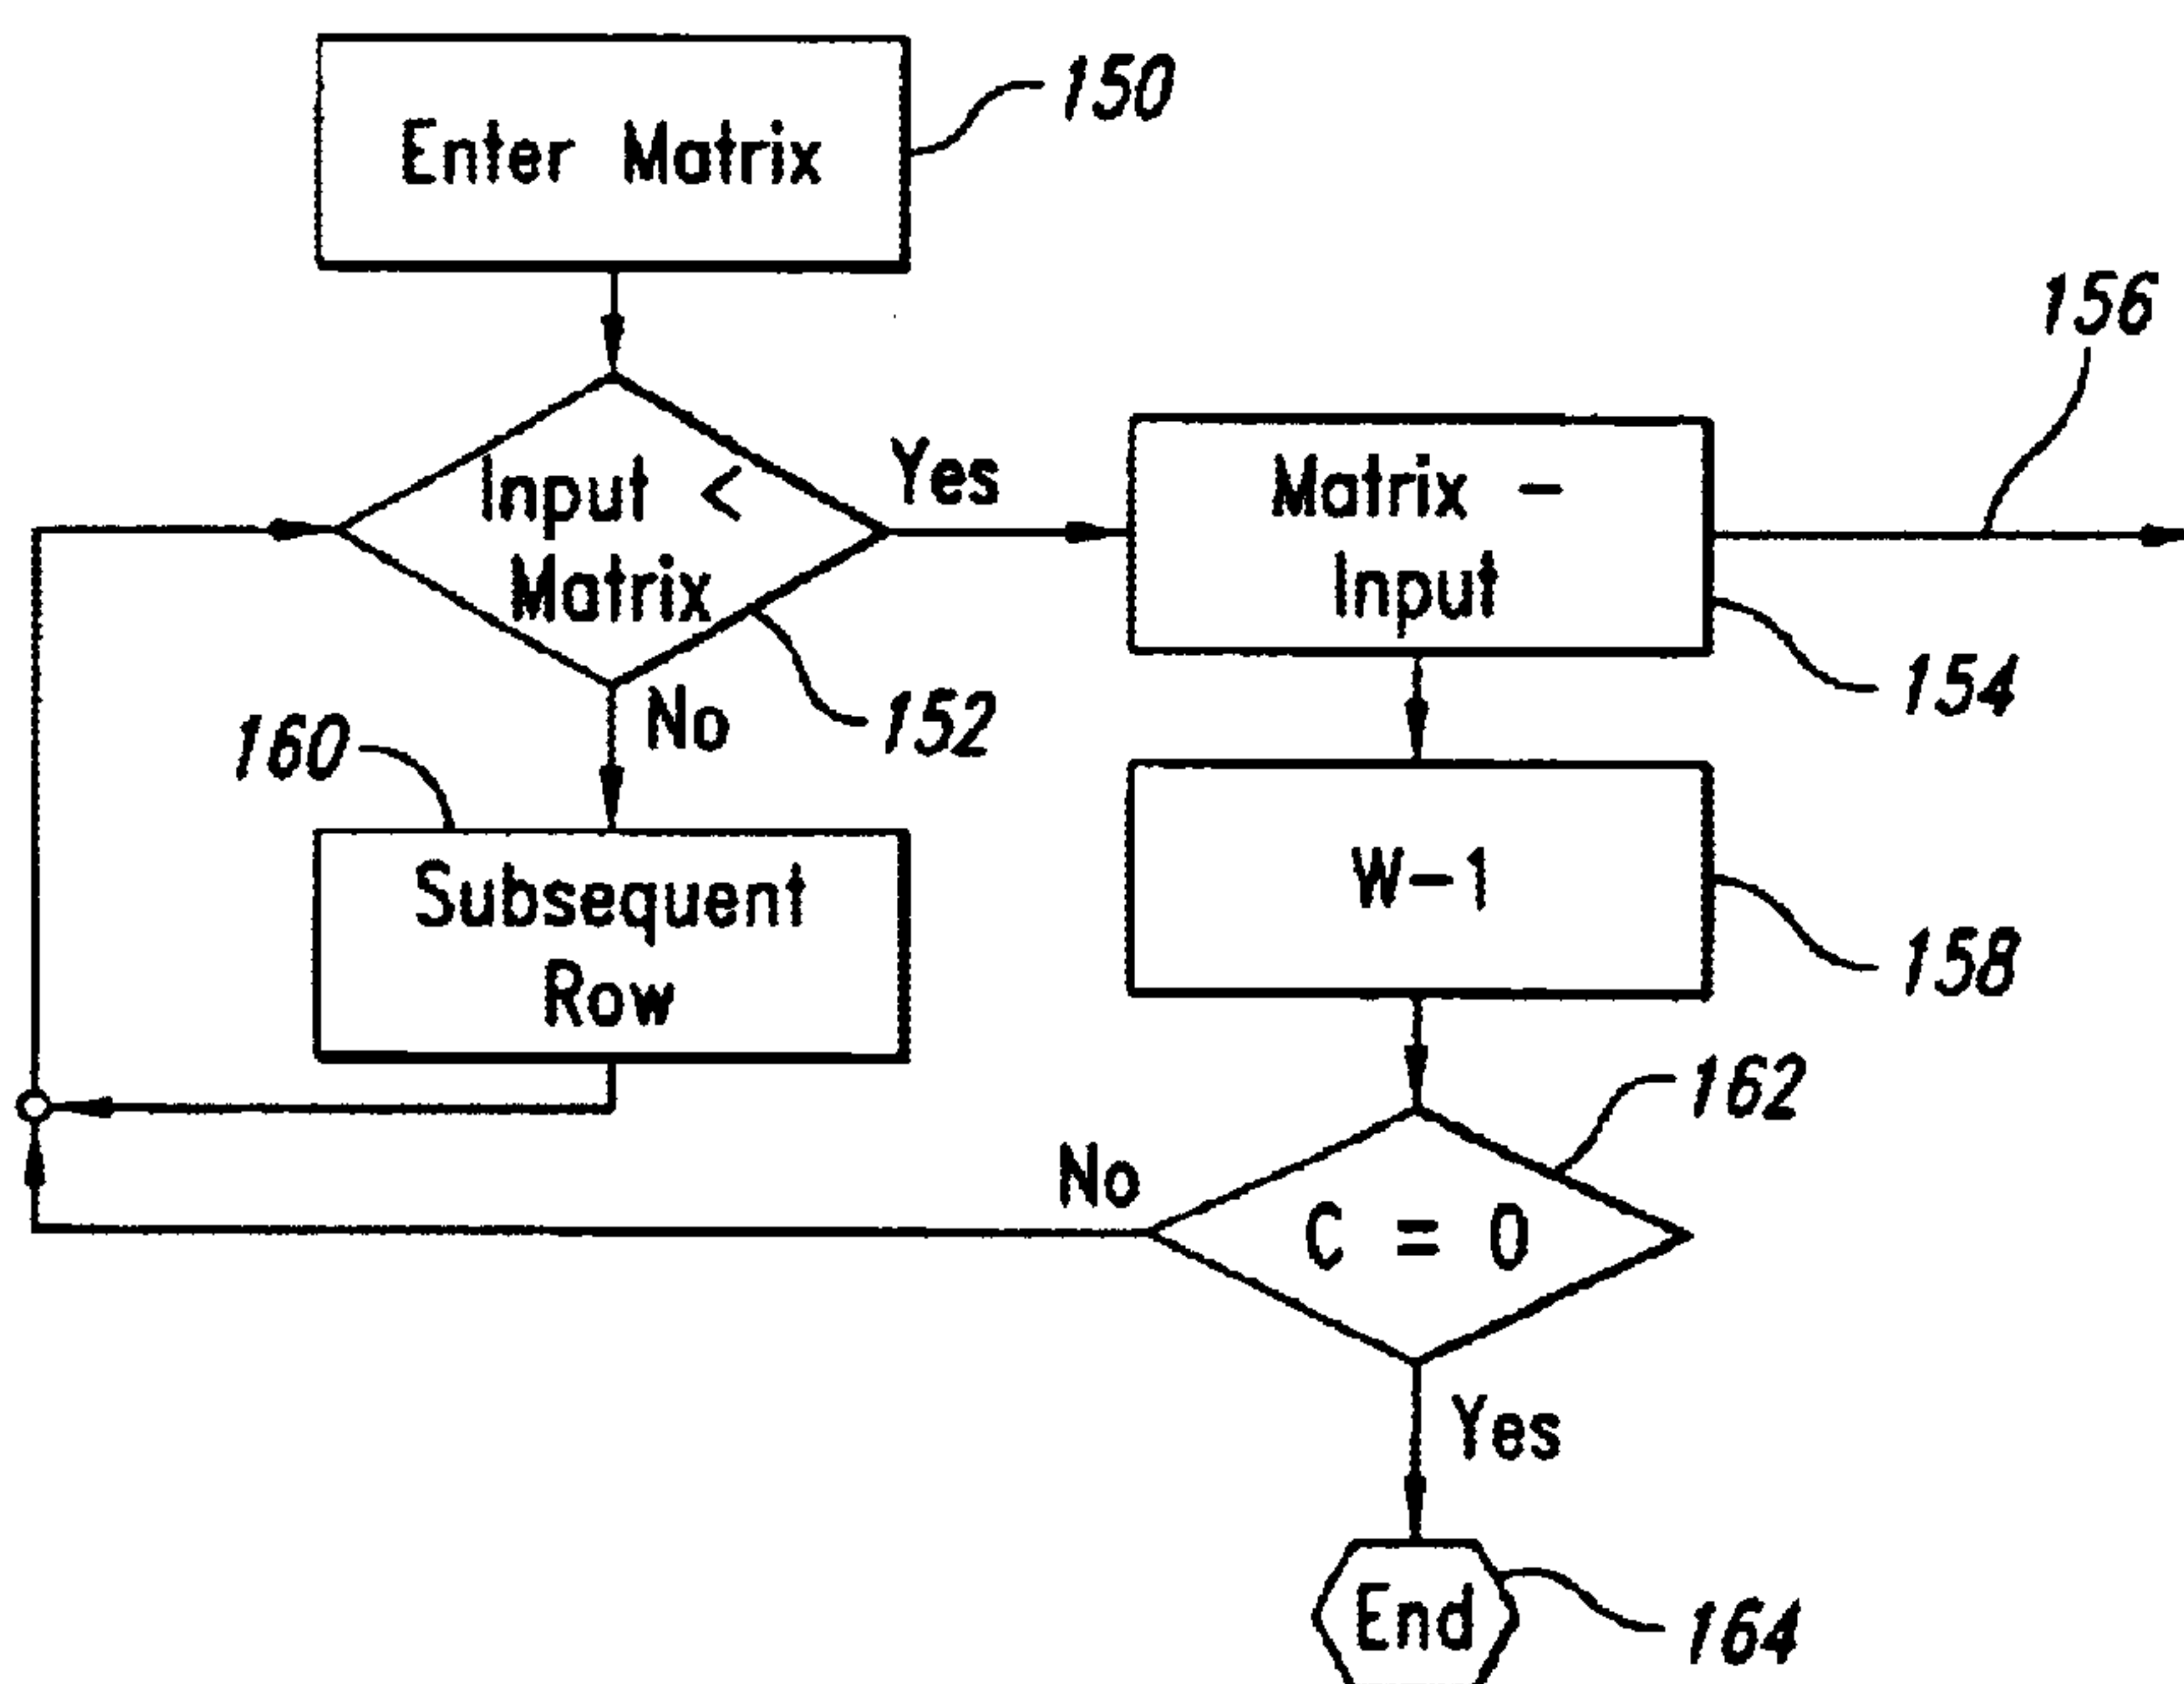 Enter Matrix
150
156
Input <
Matrix
Yes
Matrix -
Input
154
152
No
160
Subsequent
Row
W-1
158
162
No
C = 0
Yes
End
164